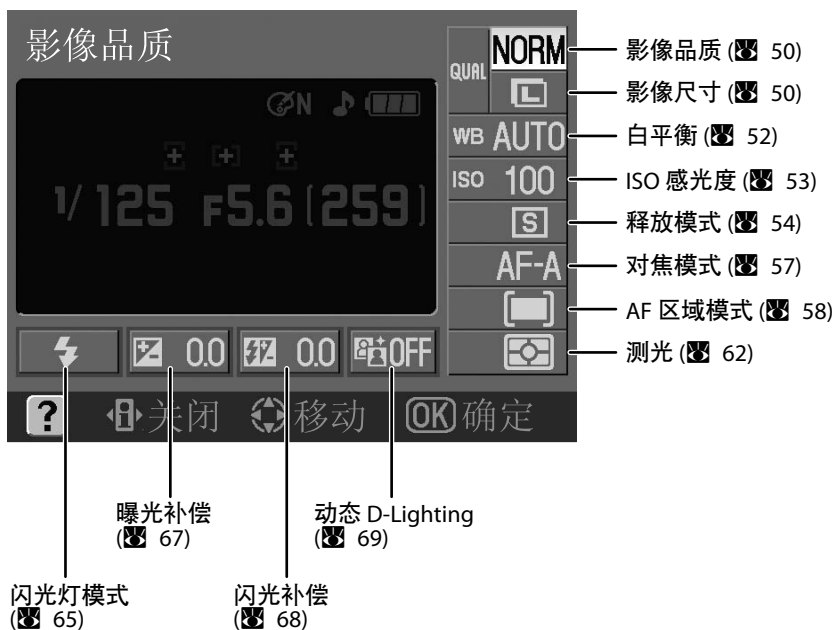 影像品质
QUAL NORM
L
N
WB AUTO
ISO 100
1/125 F5.6 [259]
S
AF-A
0.0
0.0
OFF
? i 关闭 移动 OK 确定
影像品质 ( 50)
影像尺寸 ( 50)
白平衡 ( 52)
ISO 感光度 ( 53)
释放模式 ( 54)
对焦模式 ( 57)
AF 区域模式 ( 58)
测光 ( 62)
曝光补偿
( 67)
动态 D-Lighting
( 69)
闪光灯模式
( 65)
闪光补偿
( 68)